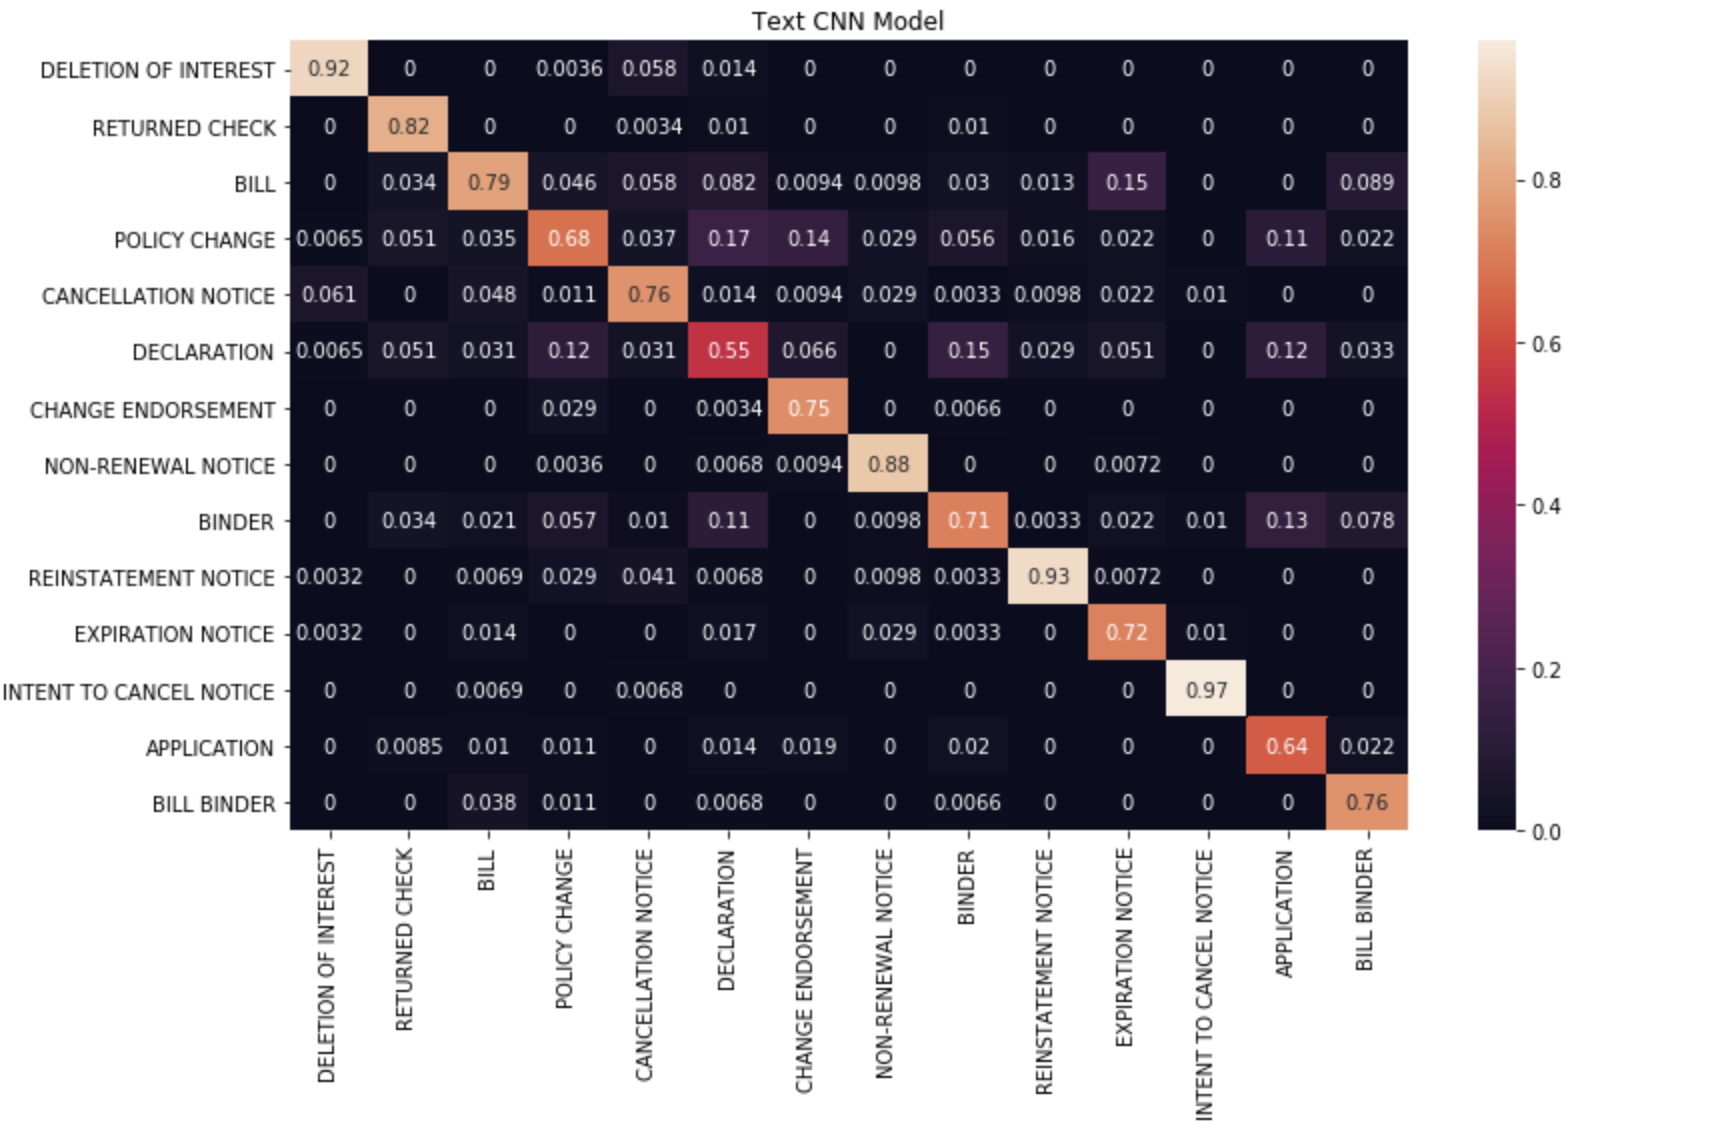 Text CNN Model
DELETION OF INTEREST 0.92 0 0 0.0036 0.058 0.014 0 0 0 0 0 0 0 0
RETURNED CHECK 0 0.82 0 0 0.0034 0.01 0 0 0.01 0 0 0 0 0
BILL 0 0.034 0.79 0.046 0.058 0.082 0.0094 0.0098 0.03 0.013 0.15 0 0 0.089
POLICY CHANGE 0.0065 0.051 0.035 0.68 0.037 0.17 0.14 0.029 0.056 0.016 0.022 0 0.11 0.022
CANCELLATION NOTICE 0.061 0 0.048 0.011 0.76 0.014 0.0094 0.029 0.0033 0.0098 0.022 0.01 0 0
DECLARATION 0.0065 0.051 0.031 0.12 0.031 0.55 0.066 0 0.15 0.029 0.051 0 0.12 0.033
CHANGE ENDORSEMENT 0 0 0 0.029 0 0.0034 0.75 0 0.0066 0 0 0 0 0
NON-RENEWAL NOTICE 0 0 0 0.0036 0 0.0068 0.0094 0.88 0 0 0.0072 0 0 0
BINDER 0 0.034 0.021 0.057 0.01 0.11 0 0.0098 0.71 0.0033 0.022 0.01 0.13 0.078
REINSTATEMENT NOTICE 0.0032 0 0.0069 0.029 0.041 0.0068 0 0.0098 0.0033 0.93 0.0072 0 0 0
EXPIRATION NOTICE 0.0032 0 0.014 0 0 0.017 0 0.029 0.0033 0 0.72 0.01 0 0
INTENT TO CANCEL NOTICE 0 0 0.0069 0 0.0068 0 0 0 0 0 0 0.97 0 0
APPLICATION 0 0.0085 0.01 0.011 0 0.014 0.019 0 0.02 0 0 0 0.64 0.022
BILL BINDER 0 0 0.038 0.011 0 0.0068 0 0 0.0066 0 0 0 0 0.76
DELETION OF INTEREST
RETURNED CHECK
BILL
POLICY CHANGE
CANCELLATION NOTICE
DECLARATION
CHANGE ENDORSEMENT
NON-RENEWAL NOTICE
BINDER
REINSTATEMENT NOTICE
EXPIRATION NOTICE
INTENT TO CANCEL NOTICE
APPLICATION
BILL BINDER
0.8
0.6
0.4
0.2
0.0